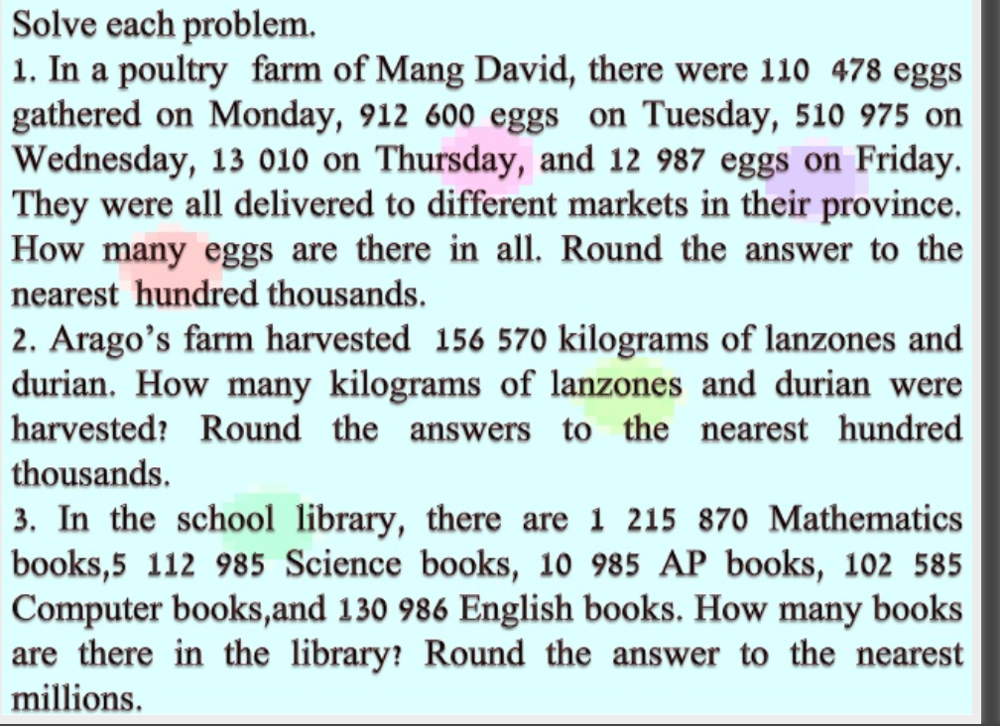 Solve each problem.
1. In a poultry farm of Mang David, there were 110 478 eggs
gathered on Monday, 912 600 eggs on Tuesday, 510 975 on
Wednesday, 13 010 on Thursday, and 12 987 eggs on Friday.
They were all delivered to different markets in their province.
How many eggs are there in all. Round the answer to the
nearest hundred thousands.
2. Arago's farm harvested 156 570 kilograms of lanzones and
durian. How many kilograms of lanzones and durian were
harvested? Round the answers to the nearest hundred
thousands.
3. In the school library, there are 1 215 870 Mathematics
books,5 112 985 Science books, 10 985 AP books, 102 585
Computer books,and 130 986 English books. How many books
are there in the library? Round the answer to the nearest
millions.